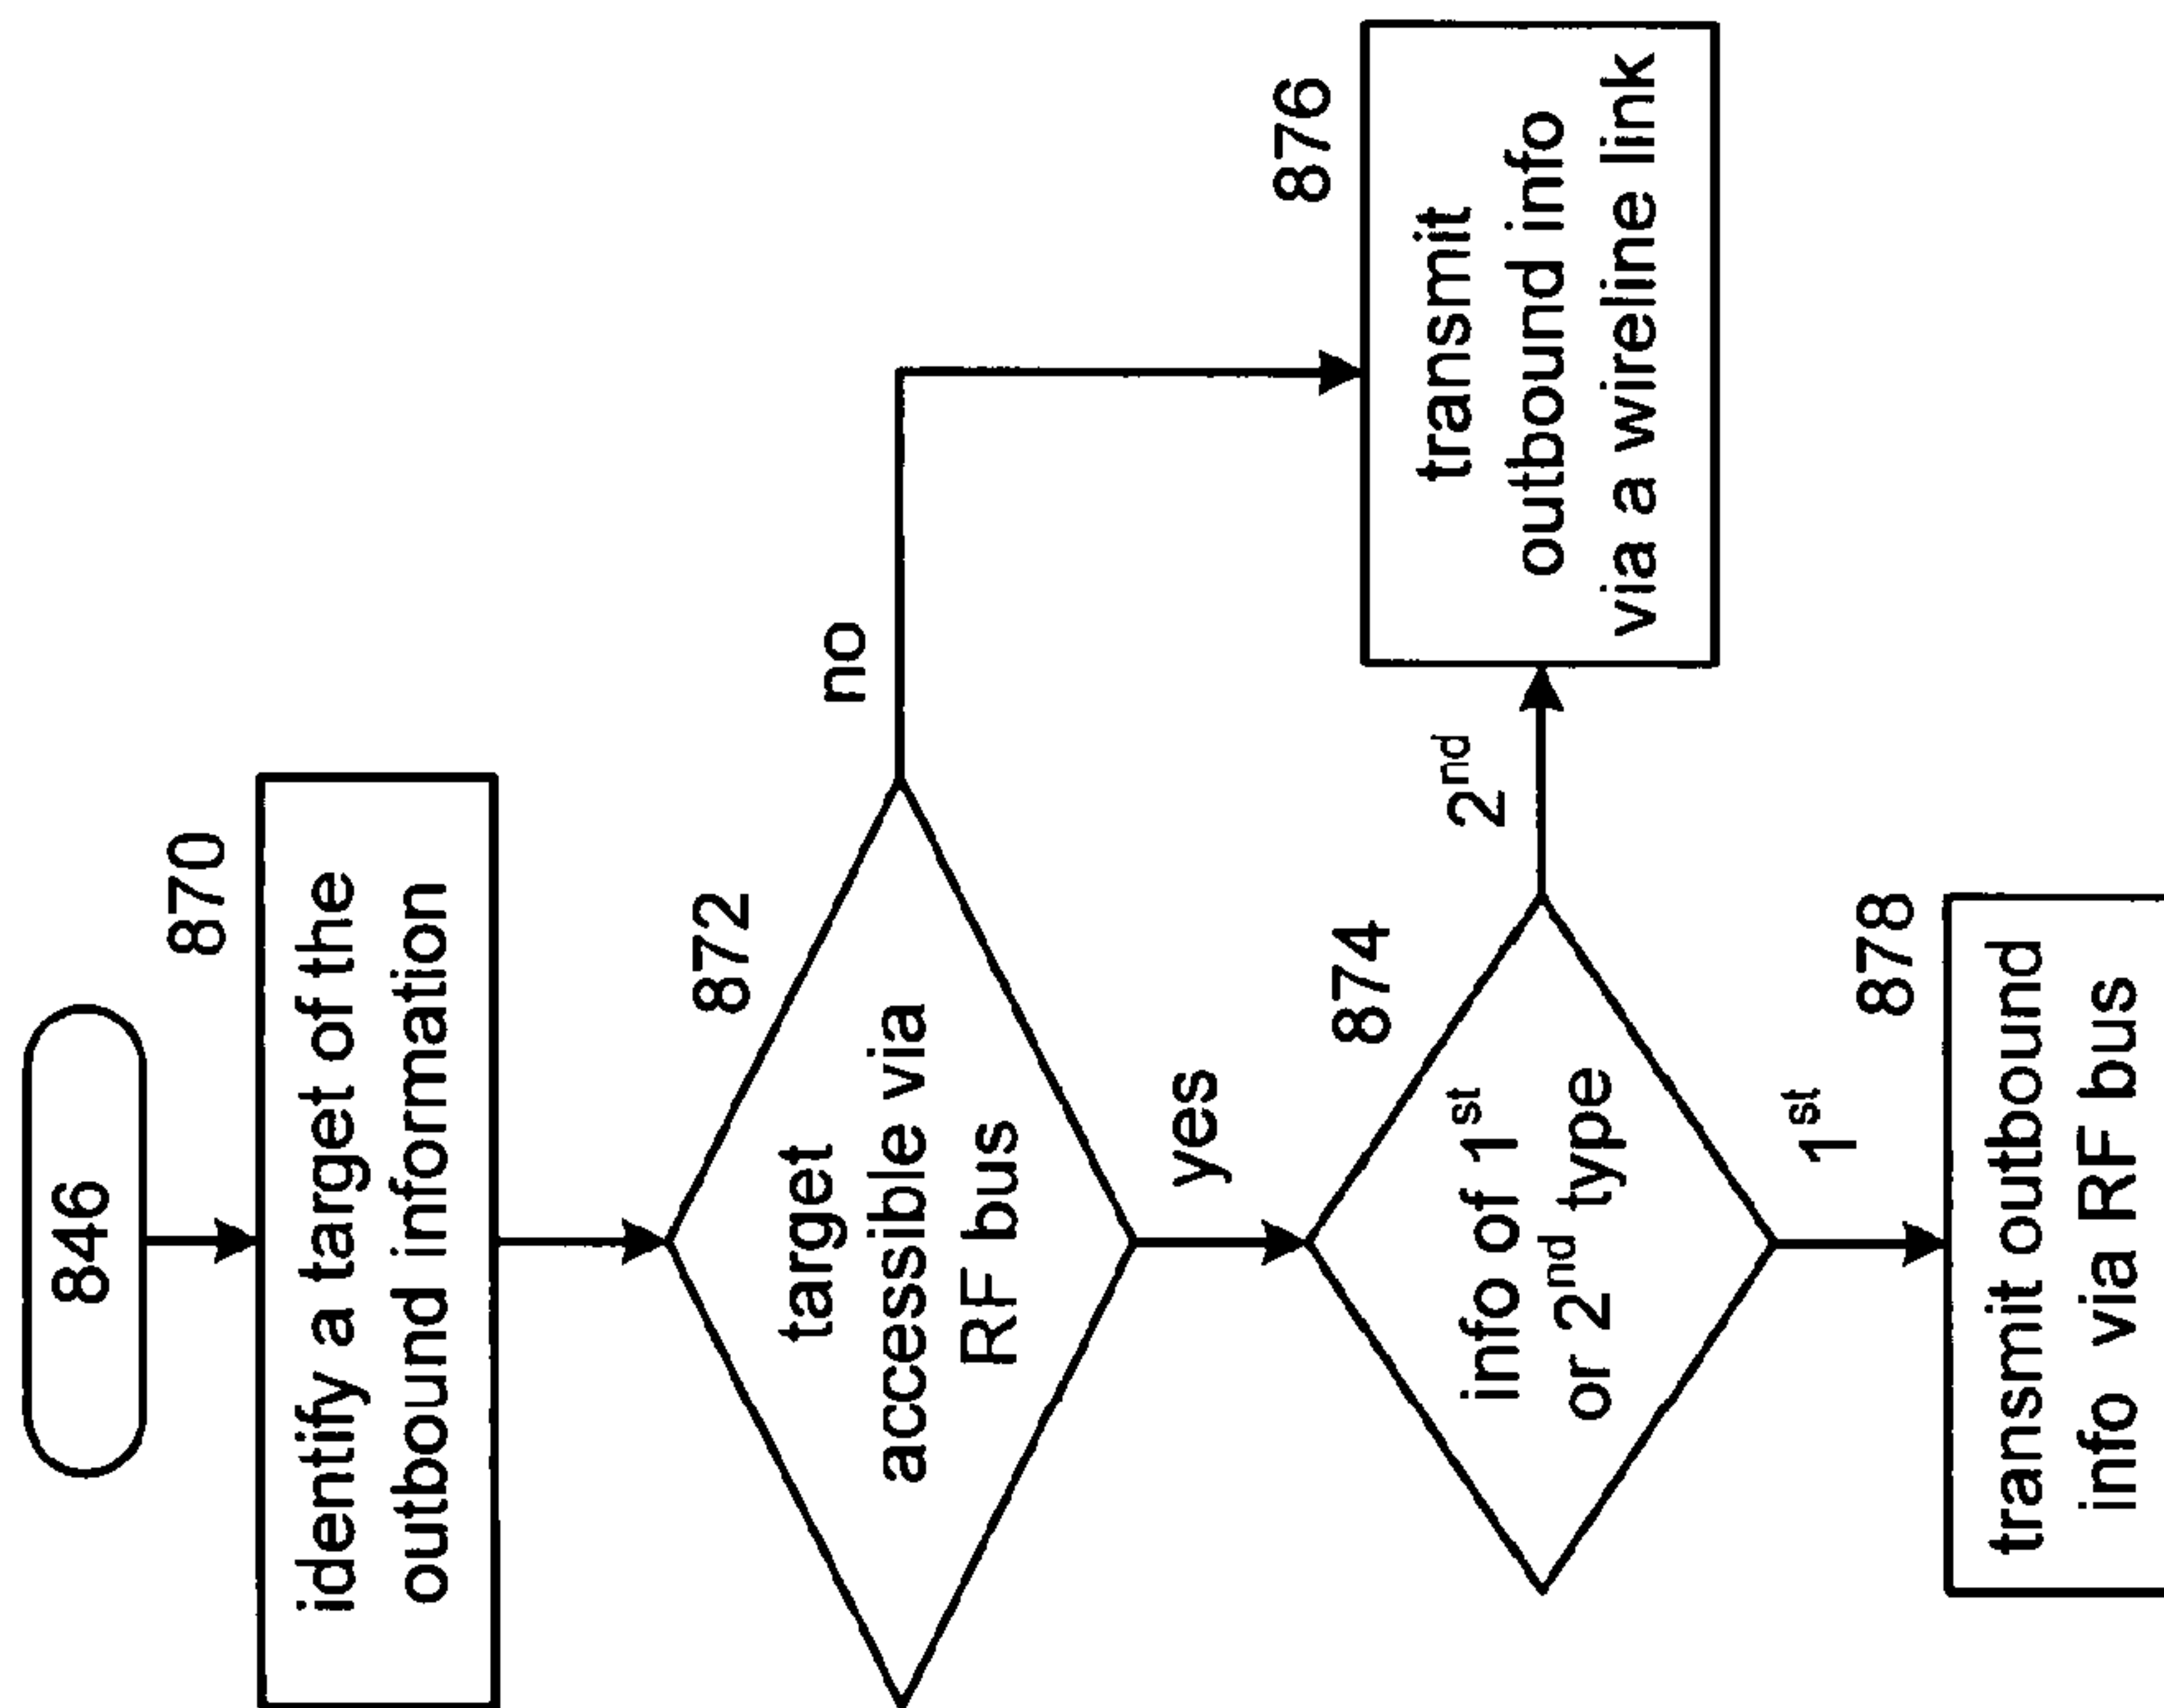 846
870
identify a target of the
outbound information
872
target
accessible via
RF bus
no
yes
874
info of 1st
or 2nd type
2nd
876
transmit
outbound info
via a wireline link
1st
878
transmit outbound
info via RF bus